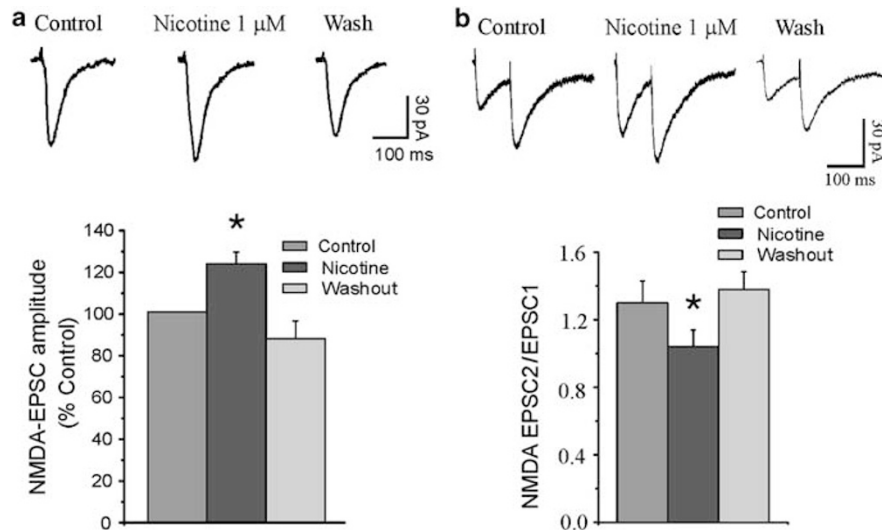 a
Control Nicotine 1 μM Wash
30 pA
100 ms
NMDA-EPSC amplitude
(% Control)
140
120
100
80
60
40
20
0
*
Control
Nicotine
Washout
b
Control Nicotine 1 μM Wash
30 pA
100 ms
NMDA EPSC2/EPSC1
1.6
1.2
0.8
0.4
0.0
*
Control
Nicotine
Washout